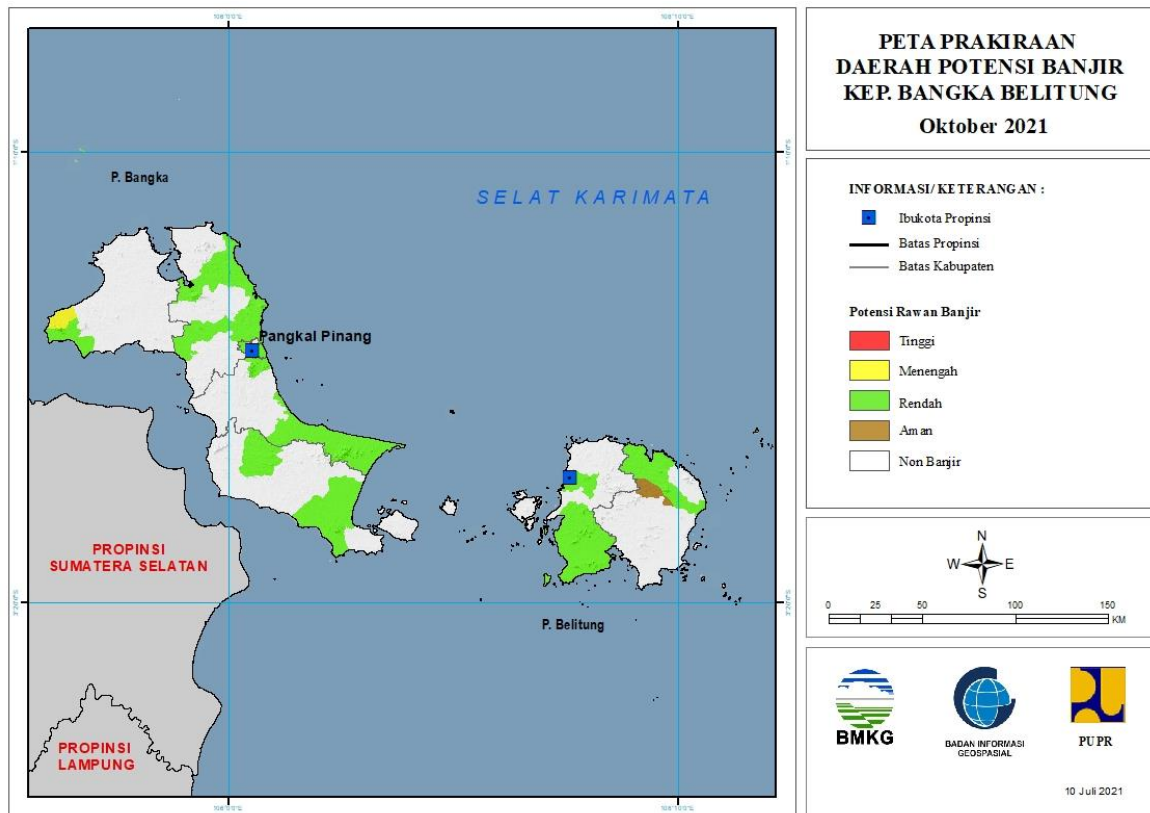 PETA PRAKIRAAN
DAERAH POTENSI BANJIR
KEP. BANGKA BELITUNG
Oktober 2021
P. Bangka
SELAT KARIMATA
Pangkal Pinang
PROPINSI
SUMATERA SELATAN
P. Belitung
PROPINSI
LAMPUNG
INFORMASI/ KETERANGAN :
Ibukota Propinsi
Batas Propinsi
Batas Kabupaten
Potensi Rawan Banjir
Tinggi
Menengah
Rendah
Aman
Non Banjir
N
W E
S
0 25 50 100 150
KM
BMKG
BADAN INFORMASI
GEOSPASIAL
PUPR
10 Juli 2021